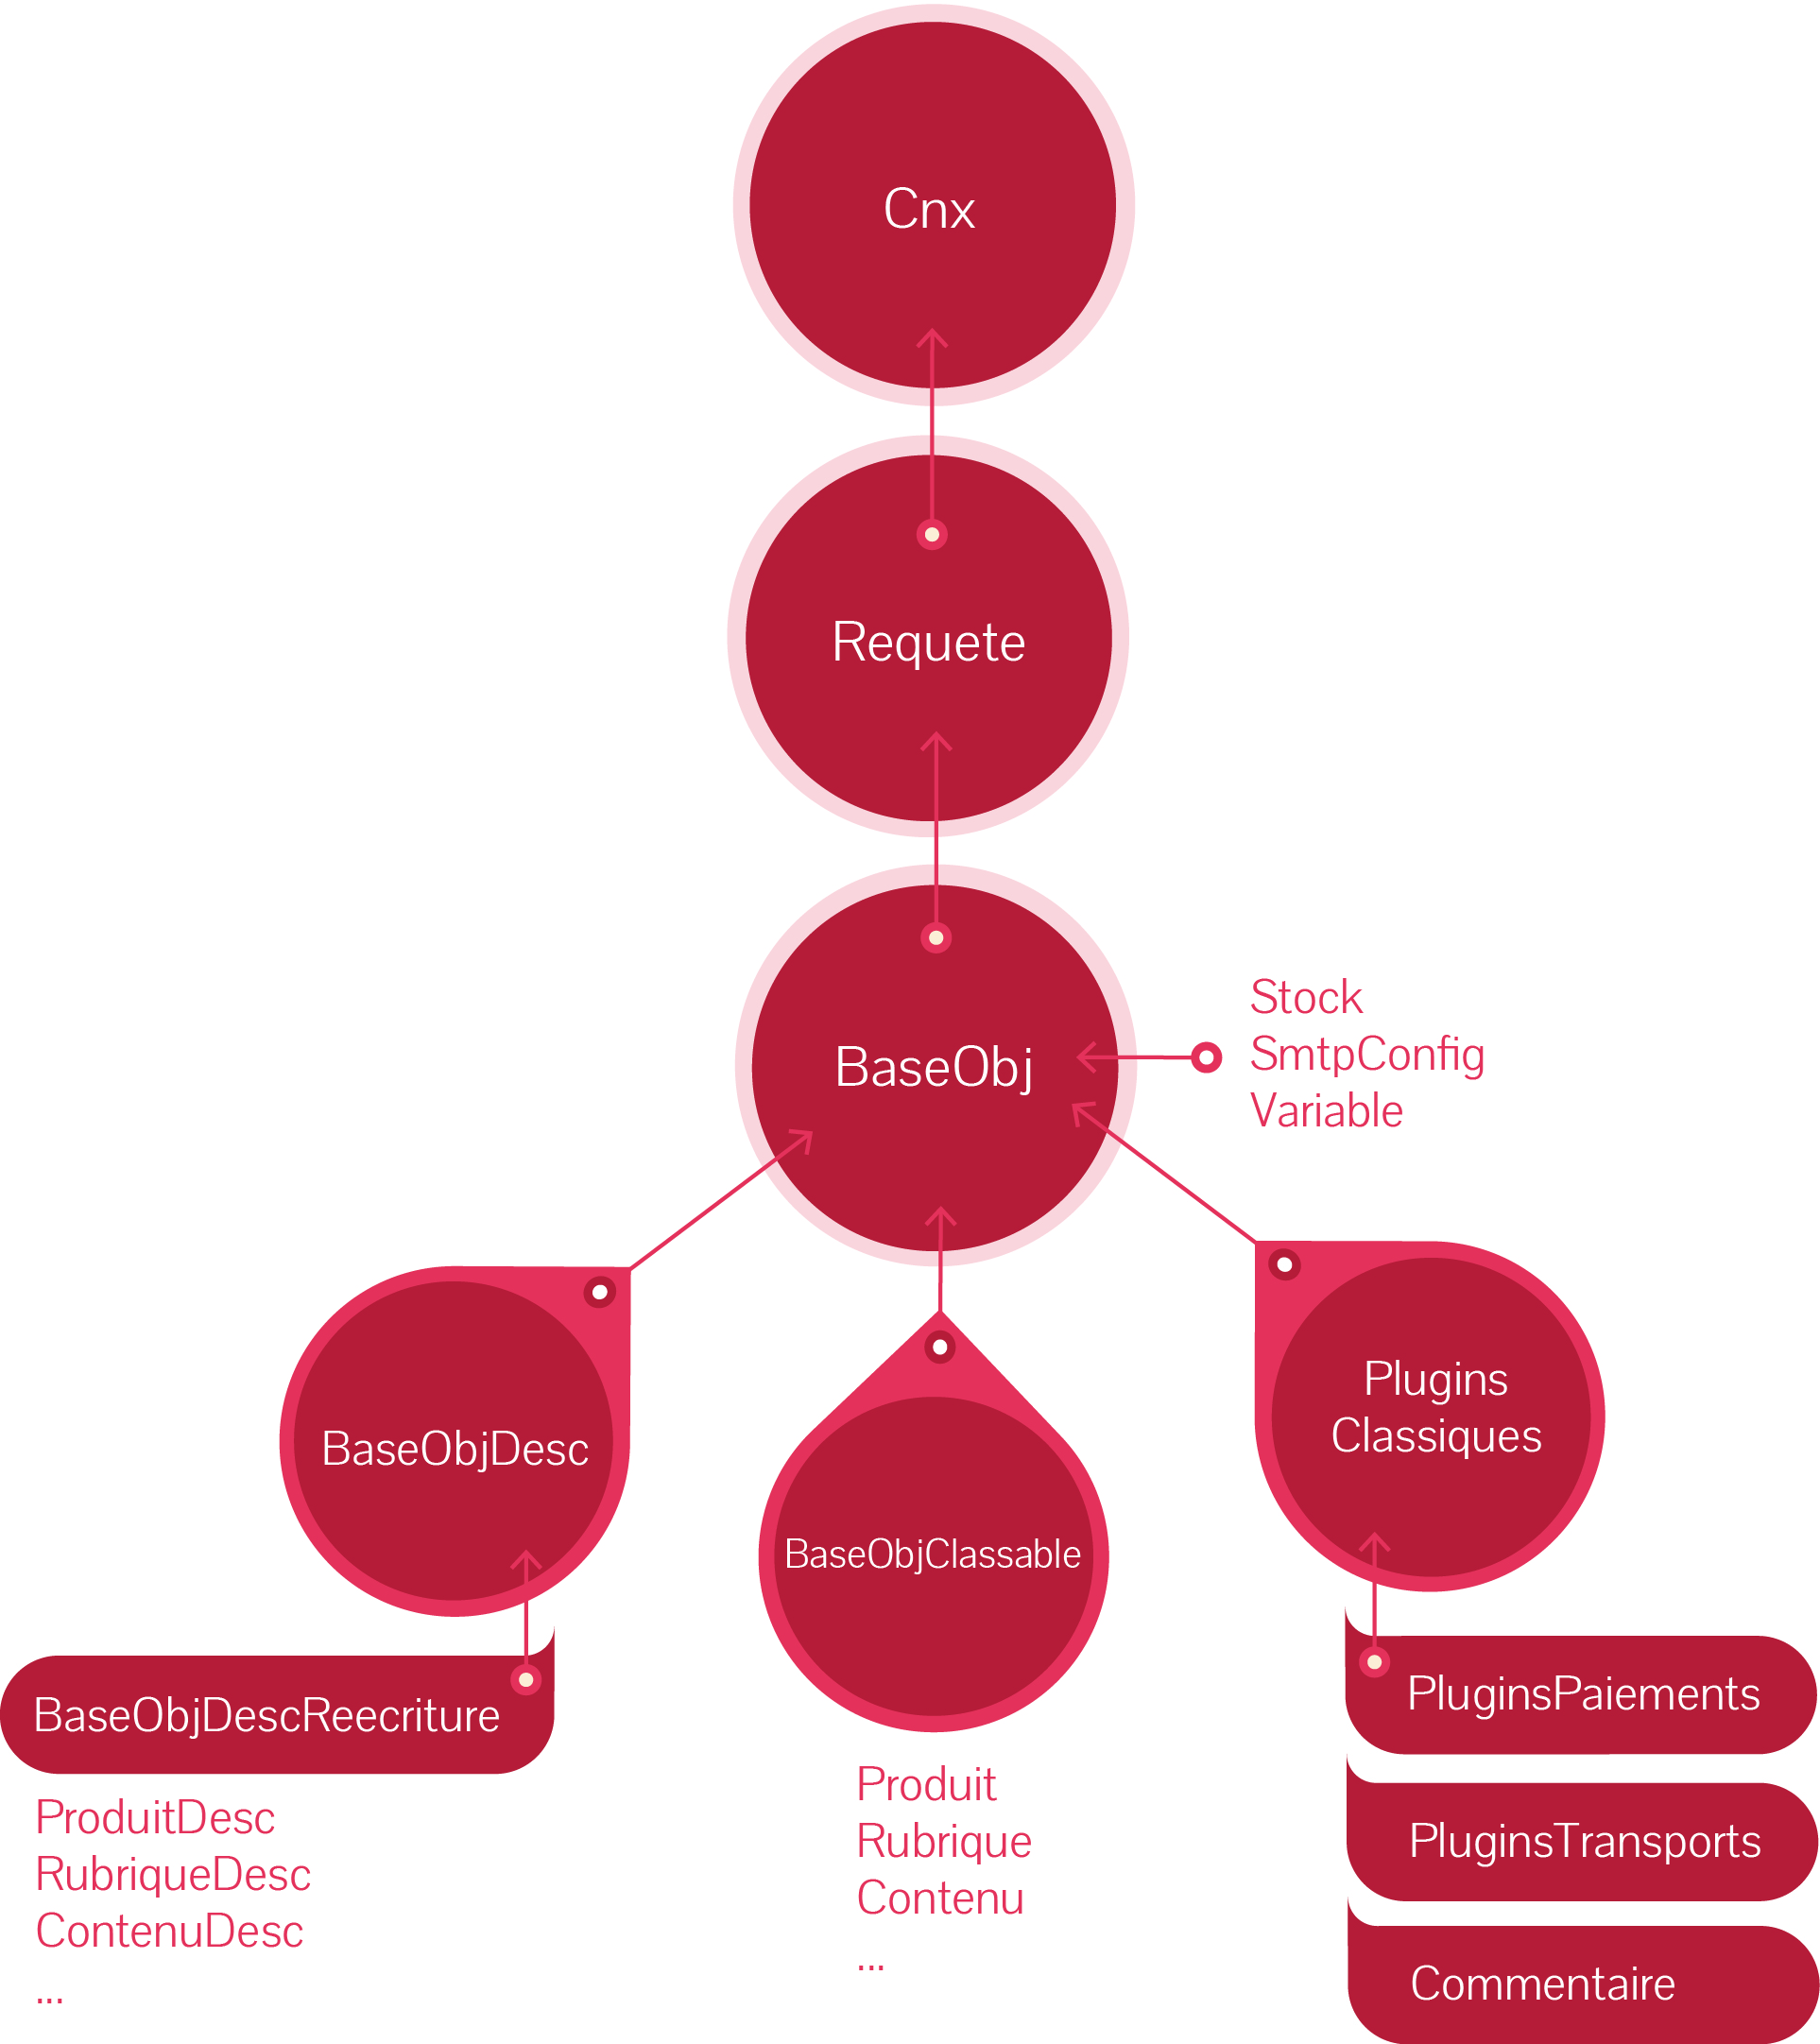 Cnx
Requete
BaseObj
Stock
SmtpConfig
Variable
BaseObjDesc
BaseObjClassable
Plugins
Classiques
BaseObjDescReecriture
ProduitDesc
RubriqueDesc
ContenuDesc
...
Produit
Rubrique
Contenu
...
PluginsPaiements
PluginsTransports
Commentaire